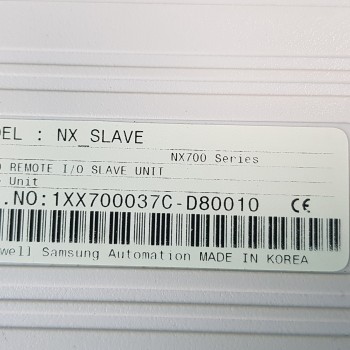 DEL : NX_SLAVE
NX700 Series
REMOTE I/O SLAVE UNIT
Unit
.NO:1XX700037C-D80010 CE
well Samsung Automation MADE IN KOREA